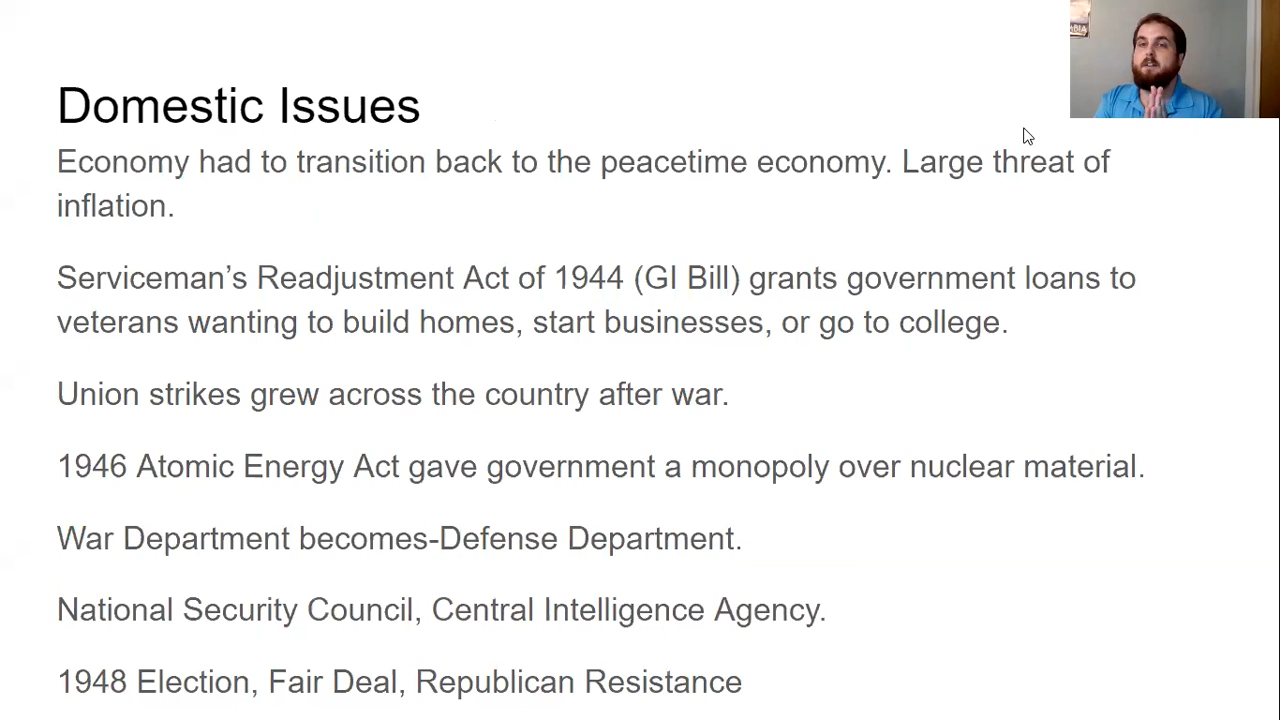 Domestic Issues
Economy had to transition back to the peacetime economy. Large threat of
inflation.
Serviceman’s Readjustment Act of 1944 (GI Bill) grants government loans to
veterans wanting to build homes, start businesses, or go to college.
Union strikes grew across the country after war.
1946 Atomic Energy Act gave government a monopoly over nuclear material.
War Department becomes-Defense Department.
National Security Council, Central Intelligence Agency.
1948 Election, Fair Deal, Republican Resistance